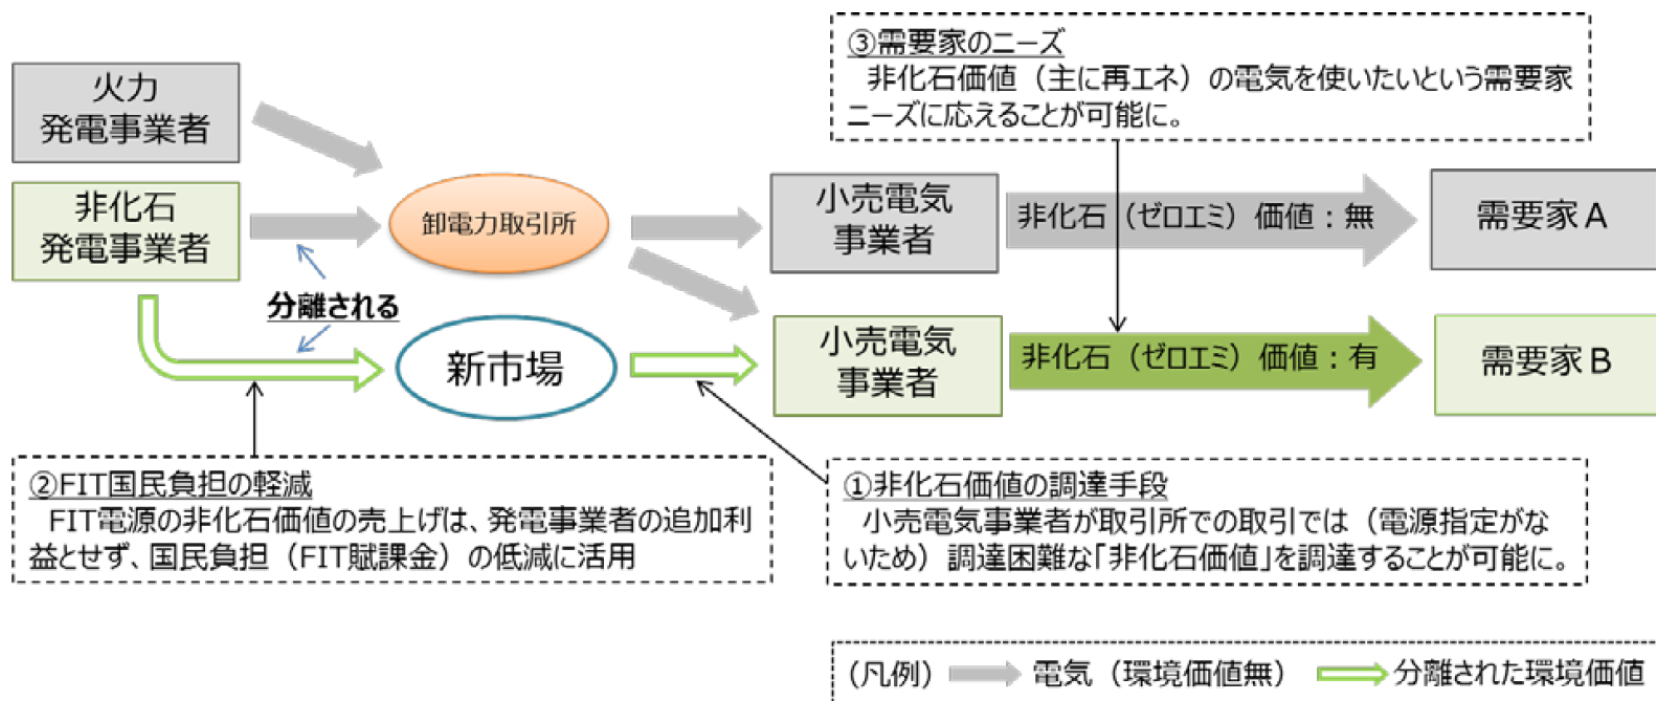 ③需要家のニーズ
非化石価値（主に再エネ）の電気を使いたいという需要家
ニーズに応えることが可能に。
火力
発電事業者
非化石
発電事業者
卸電力取引所
小売電気
事業者
非化石（ゼロエミ）価値：無
需要家A
分離される
新市場
小売電気
事業者
非化石（ゼロエミ）価値：有
需要家B
②FIT国民負担の軽減
FIT電源の非化石価値の売上げは、発電事業者の追加利
益とせず、国民負担（FIT賦課金）の低減に活用
①非化石価値の調達手段
小売電気事業者が取引所での取引では（電源指定がな
いため）調達困難な「非化石価値」を調達することが可能に。
(凡例) 電気（環境価値無） 分離された環境価値